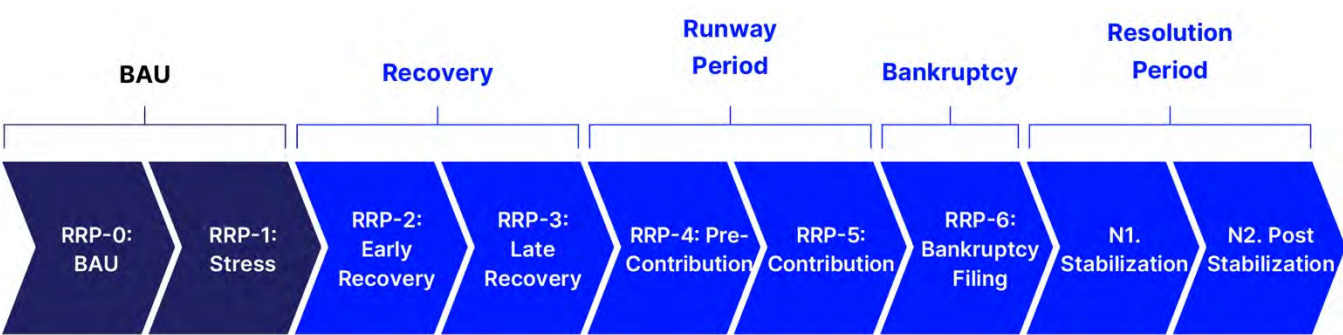 BAU
Recovery
Runway
Period
Bankruptcy
Resolution
Period
RRP-0:
BAU
RRP-1:
Stress
RRP-2:
Early
Recovery
RRP-3:
Late
Recovery
RRP-4: Pre-
Contribution
RRP-5:
Contribution
RRP-6:
Bankruptcy
Filing
N1.
Stabilization
N2. Post
Stabilization